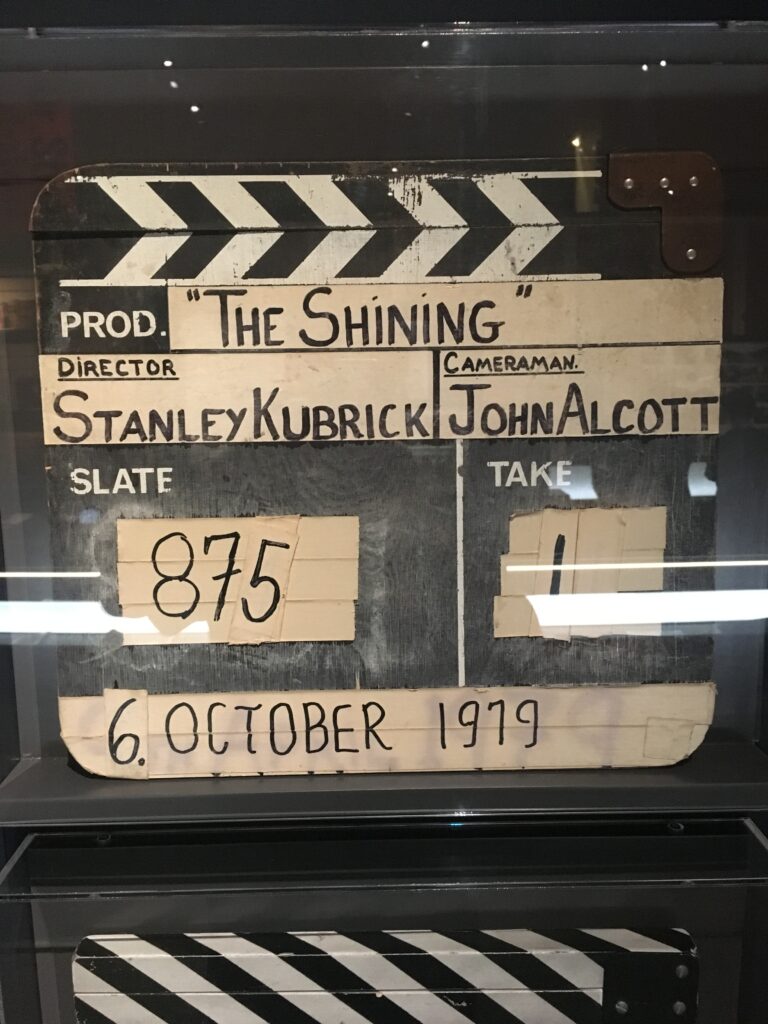 PROD. "THE SHiNiNG"
DiRECTOR CAMERAMAN.
STANLEY KUBRICK JOHN ALCOTT
SLATE TAKE
875 1
6. OCTOBER 1979